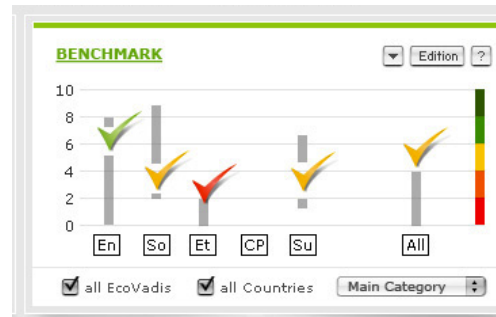 BENCHMARK
Edition ?
10
8
6
4
2
0
En So Et CP Su All
all EcoVadis all Countries Main Category